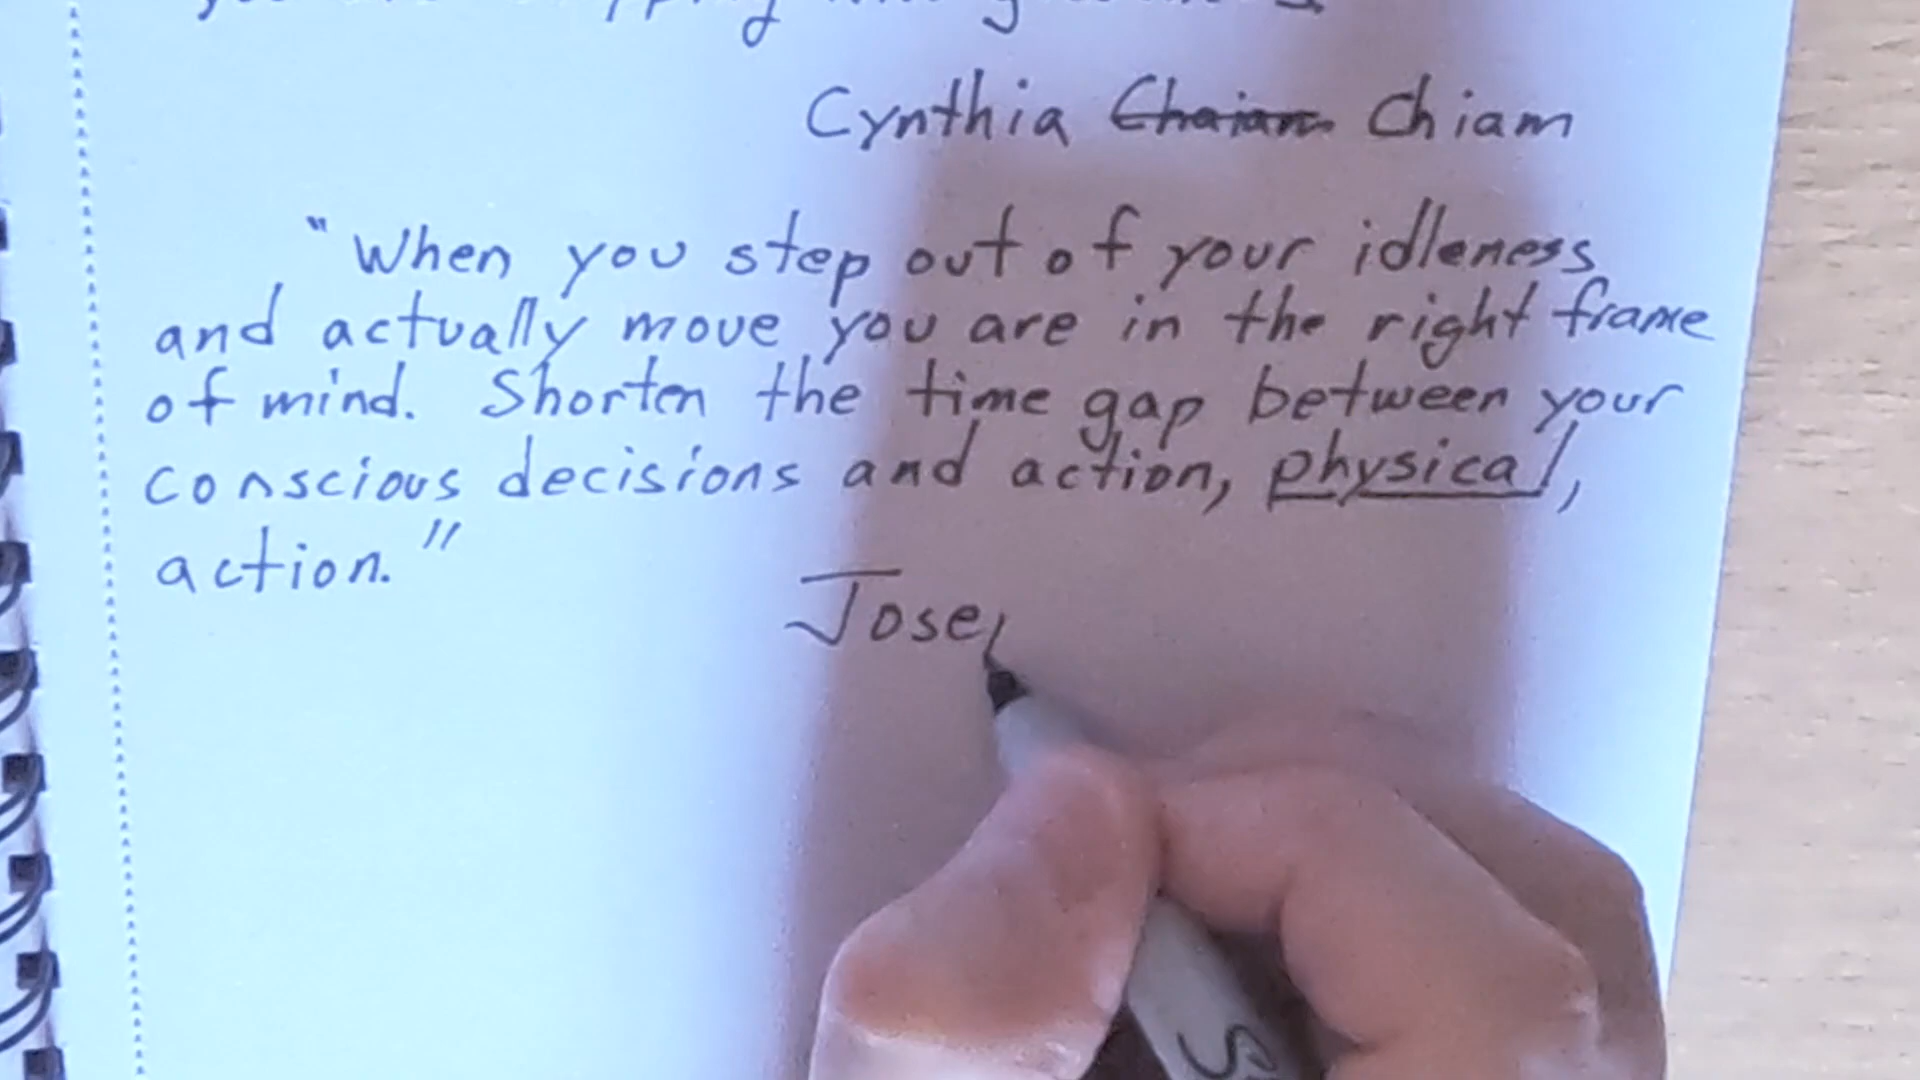 Cynthia Chaiam Chiam
"When you step out of your idleness
and actually move, you are in the right frame
of mind. Shorten the time gap between your
conscious decisions and action, physical,
action."
Jose